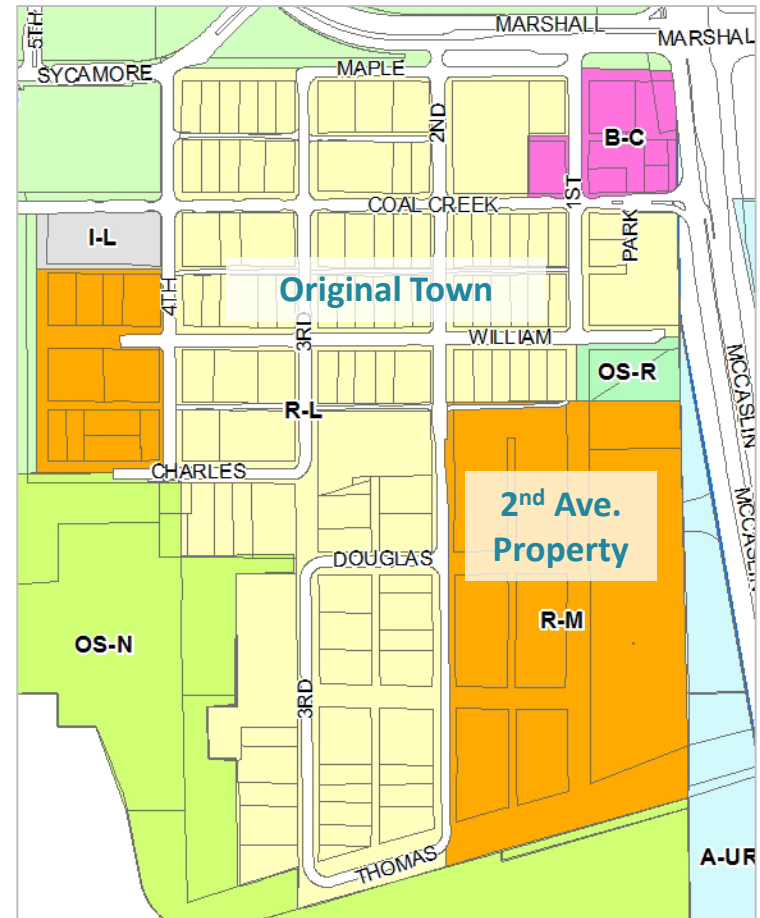 5TH
MARSHALL
MARSHAL
SYCAMORE
MAPLE
2ND
B-C
1ST
COAL CREEK
PARK
I-L
4TH
Original Town
3RD
WILLIAM
MCCASLIN
OS-R
R-L
CHARLES
2nd Ave.
Property
MCCASLIN
DOUGLAS
R-M
OS-N
3RD
THOMAS
A-UR